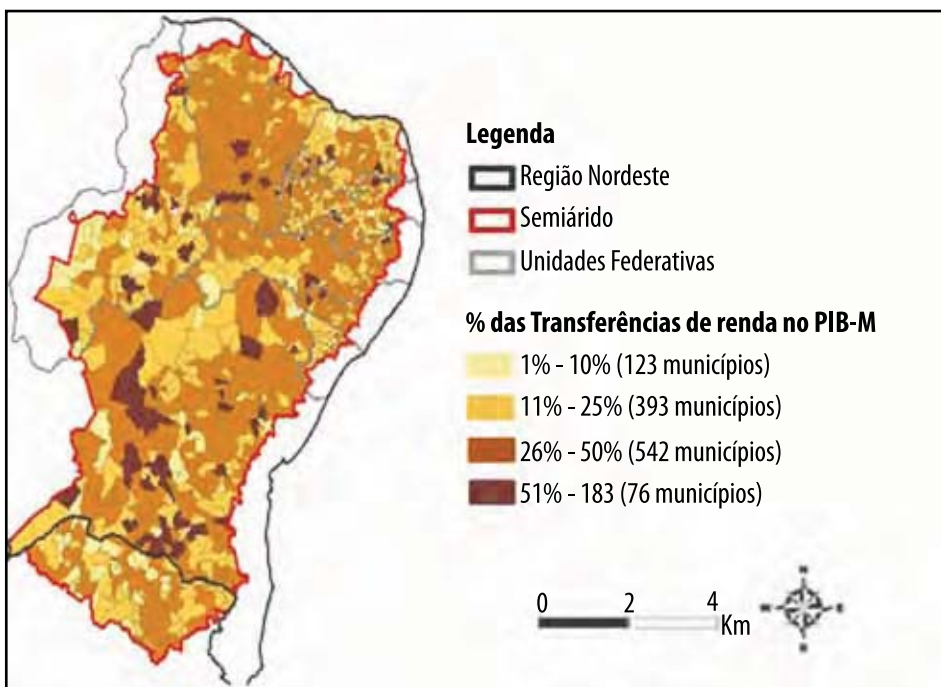 Legenda
Região Nordeste
Semiárido
Unidades Federativas
% das Transferências de renda no PIB-M
1% - 10% (123 municípios)
11% - 25% (393 municípios)
26% - 50% (542 municípios)
51% - 183 (76 municípios)
0 2 4
Km
N
W E
S